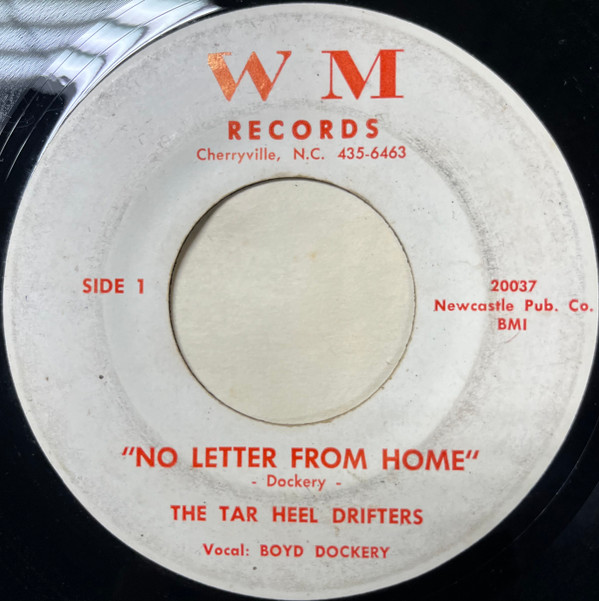 W M
RECORDS
Cherryville, N.C. 435-6463
SIDE 1
20037
Newcastle Pub. Co.
BMI
"NO LETTER FROM HOME"
- Dockery -
THE TAR HEEL DRIFTERS
Vocal: BOYD DOCKERY